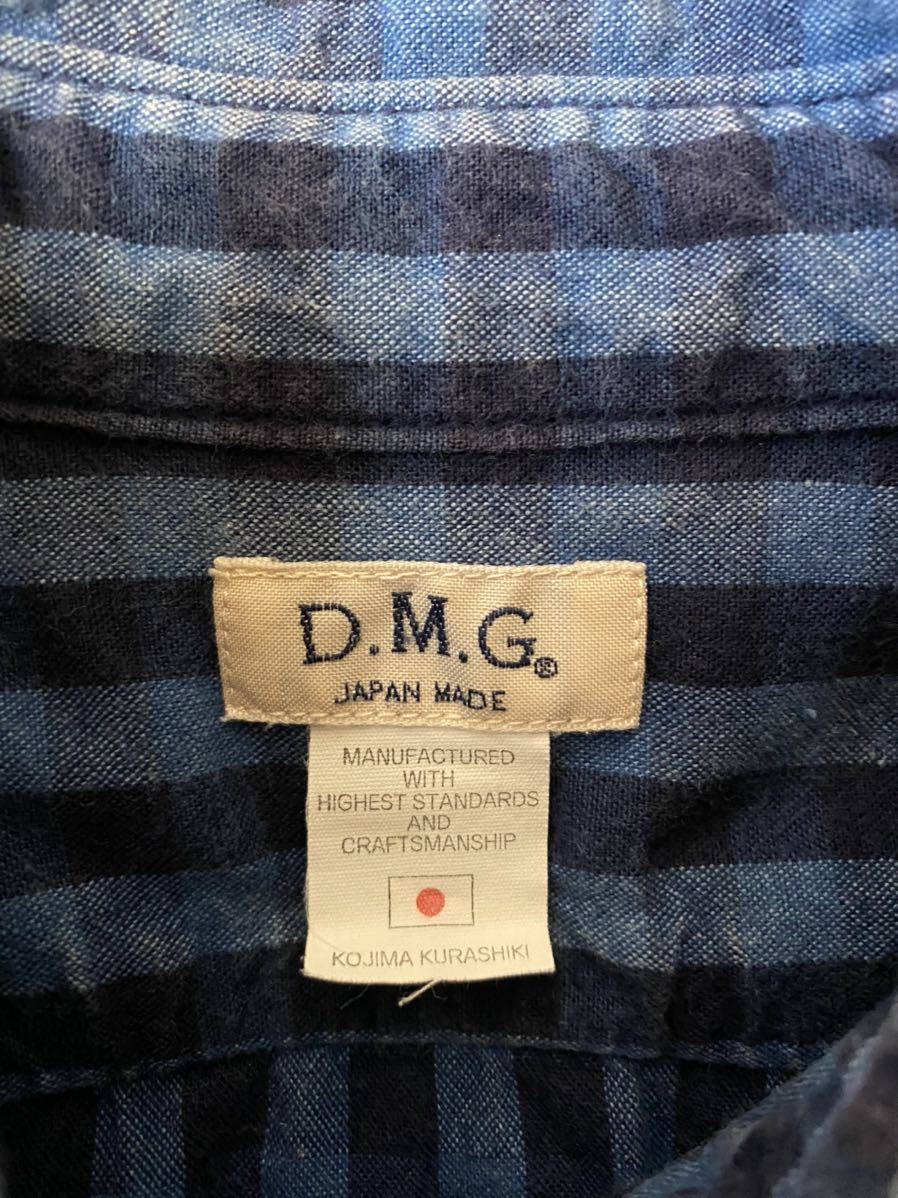 D.M.G.®
JAPAN MADE
MANUFACTURED
WITH
HIGHEST STANDARDS
AND
CRAFTSMANSHIP
KOJIMA KURASHIKI